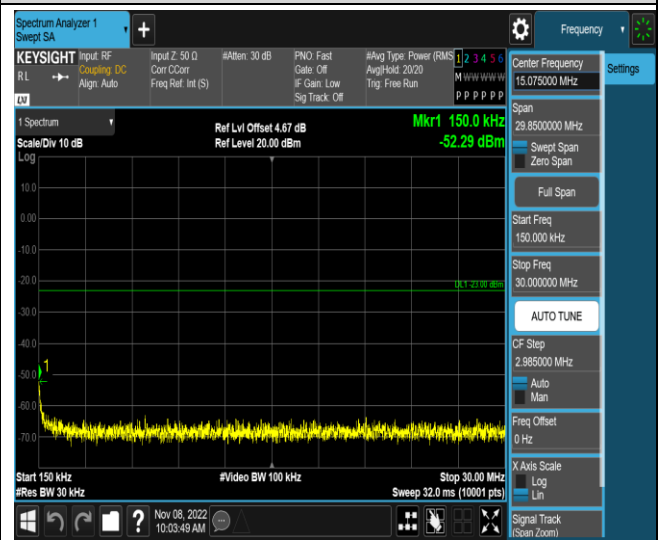 Spectrum Analyzer 1
Swept SA
+
Frequency
KEYSIGHT
RL
LXI
Input: RF
Coupling: DC
Align: Auto
Input Z: 50 Ω
Corr CCorr
Freq Ref: Int (S)
#Atten: 30 dB
PNO: Fast
Gate: Off
IF Gain: Low
Sig Track: Off
#Avg Type: Power (RMS
Avg|Hold: 20/20
Trig: Free Run
1 2 3 4 5 6
M W W W W W
P P P P P P
1 Spectrum
Scale/Div 10 dB
Log
Ref Lvl Offset 4.67 dB
Ref Level 20.00 dBm
Mkr1 150.0 kHz
-52.29 dBm
10.0
0.00
-10.0
-20.0
-30.0
-40.0
-50.0
-60.0
-70.0
DL1 -23.00 dBm
1
Start 150 kHz
#Res BW 30 kHz
#Video BW 100 kHz
Stop 30.00 MHz
Sweep 32.0 ms (10001 pts)
Center Frequency
15.075000 MHz
Span
29.8500000 MHz
Swept Span
Zero Span
Full Span
Start Freq
150.000 kHz
Stop Freq
30.000000 MHz
AUTO TUNE
CF Step
2.985000 MHz
Auto
Man
Freq Offset
0 Hz
X Axis Scale
Log
Lin
Signal Track
(Span Zoom)
Settings
?
Nov 08, 2022
10:03:49 AM